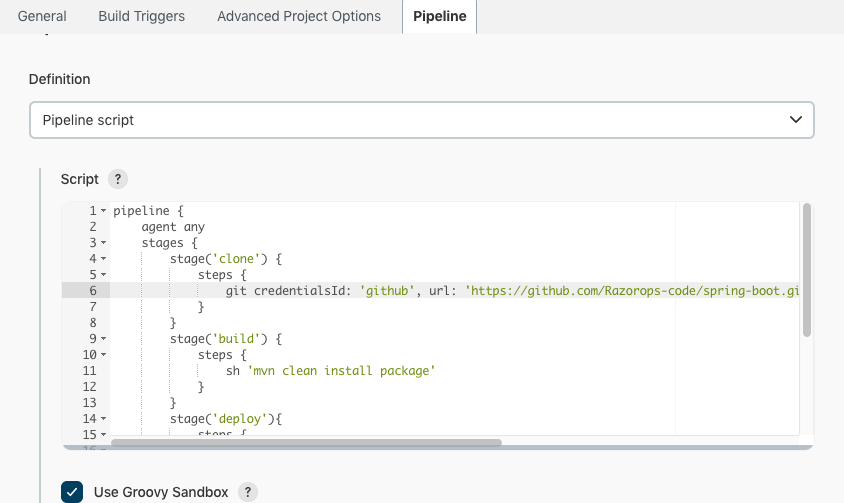 General Build Triggers Advanced Project Options Pipeline
Definition
Pipeline script
Script ?
1 pipeline {
2 agent any
3 stages {
4 stage('clone') {
5 steps {
6 git credentialsId: 'github', url: 'https://github.com/Razorops-code/spring-boot.gi
7 }
8 }
9 stage('build') {
10 steps {
11 sh 'mvn clean install package'
12 }
13 }
14 stage('deploy'){
15 steps {
Use Groovy Sandbox ?